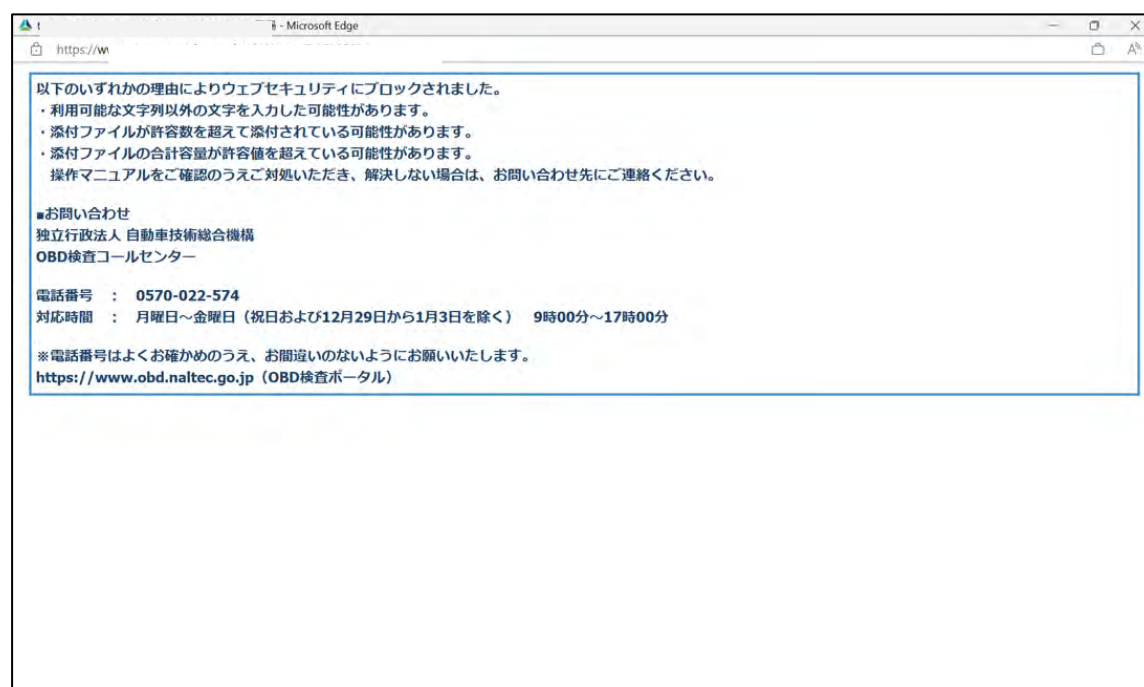 - Microsoft Edge
https://w
以下のいずれかの理由によりウェブセキュリティにブロックされました。
・利用可能な文字列以外の文字を入力した可能性があります。
・添付ファイルが許容数を超えて添付されている可能性があります。
・添付ファイルの合計容量が許容値を超えている可能性があります。
操作マニュアルをご確認のうえご対処いただき、解決しない場合は、お問い合わせ先にご連絡ください。
■お問い合わせ
独立行政法人 自動車技術総合機構
OBD検査コールセンター
電話番号 ： 0570-022-574
対応時間 ： 月曜日～金曜日（祝日および12月29日から1月3日を除く） 9時00分～17時00分
※電話番号はよくお確かめのうえ、お間違いのないようにお願いいたします。
https://www.obd.naltec.go.jp（OBD検査ポータル）